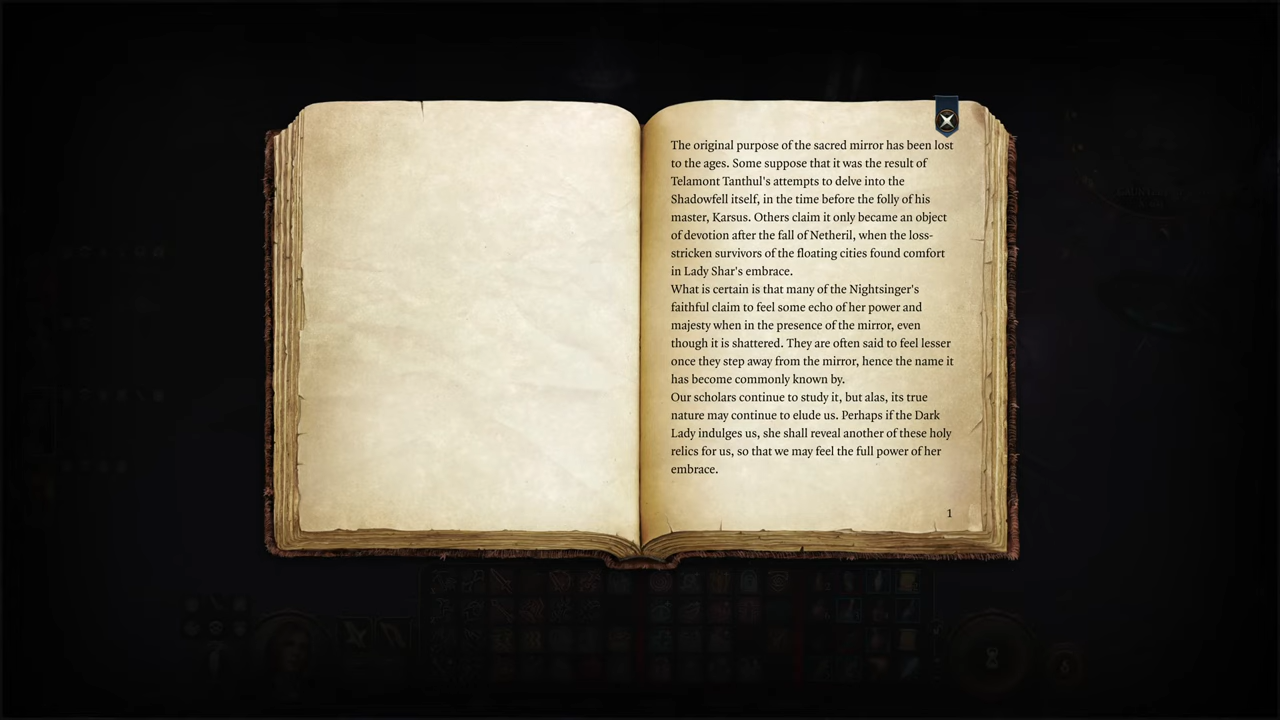 The original purpose of the sacred mirror has been lost
to the ages. Some suppose that it was the result of
Telamont Tanthul's attempts to delve into the
Shadowfell itself, in the time before the folly of his
master, Karsus. Others claim it only became an object
of devotion after the fall of Netheril, when the loss-
stricken survivors of the floating cities found comfort
in Lady Shar's embrace.
What is certain is that many of the Nightsinger's
faithful claim to feel some echo of her power and
majesty when in the presence of the mirror, even
though it is shattered. They are often said to feel lesser
once they step away from the mirror, hence the name it
has become commonly known by.
Our scholars continue to study it, but alas, its true
nature may continue to elude us. Perhaps if the Dark
Lady indulges us, she shall reveal another of these holy
relics for us, so that we may feel the full power of her
embrace.
1